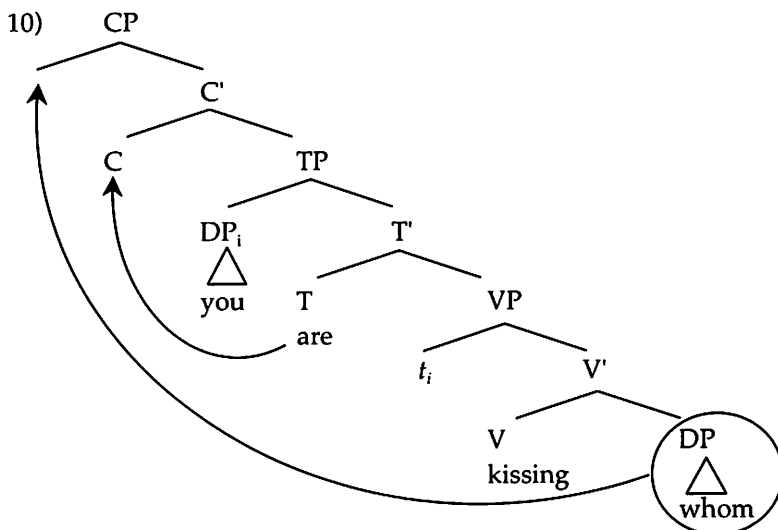 10) CP
C'
C TP
DPi T'
you T VP
are
ti V'
V DP
kissing
whom